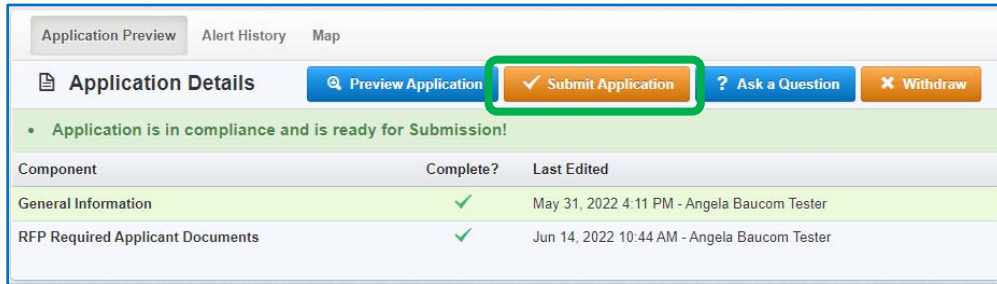 Application Preview Alert History Map
Application Details Preview Application Submit Application ? Ask a Question Withdraw
• Application is in compliance and is ready for Submission!
Component Complete? Last Edited
General Information ✓ May 31, 2022 4:11 PM - Angela Baucom Tester
RFP Required Applicant Documents ✓ Jun 14, 2022 10:44 AM - Angela Baucom Tester